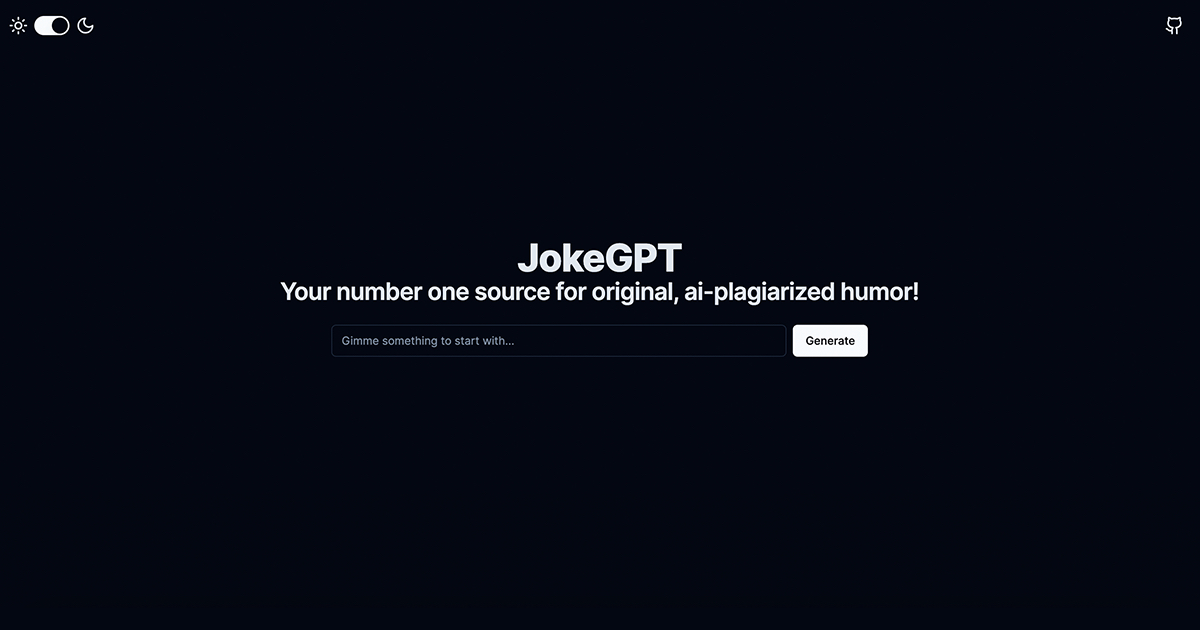 JokeGPT
Your number one source for original, ai-plagiarized humor!
Gimme something to start with...
Generate